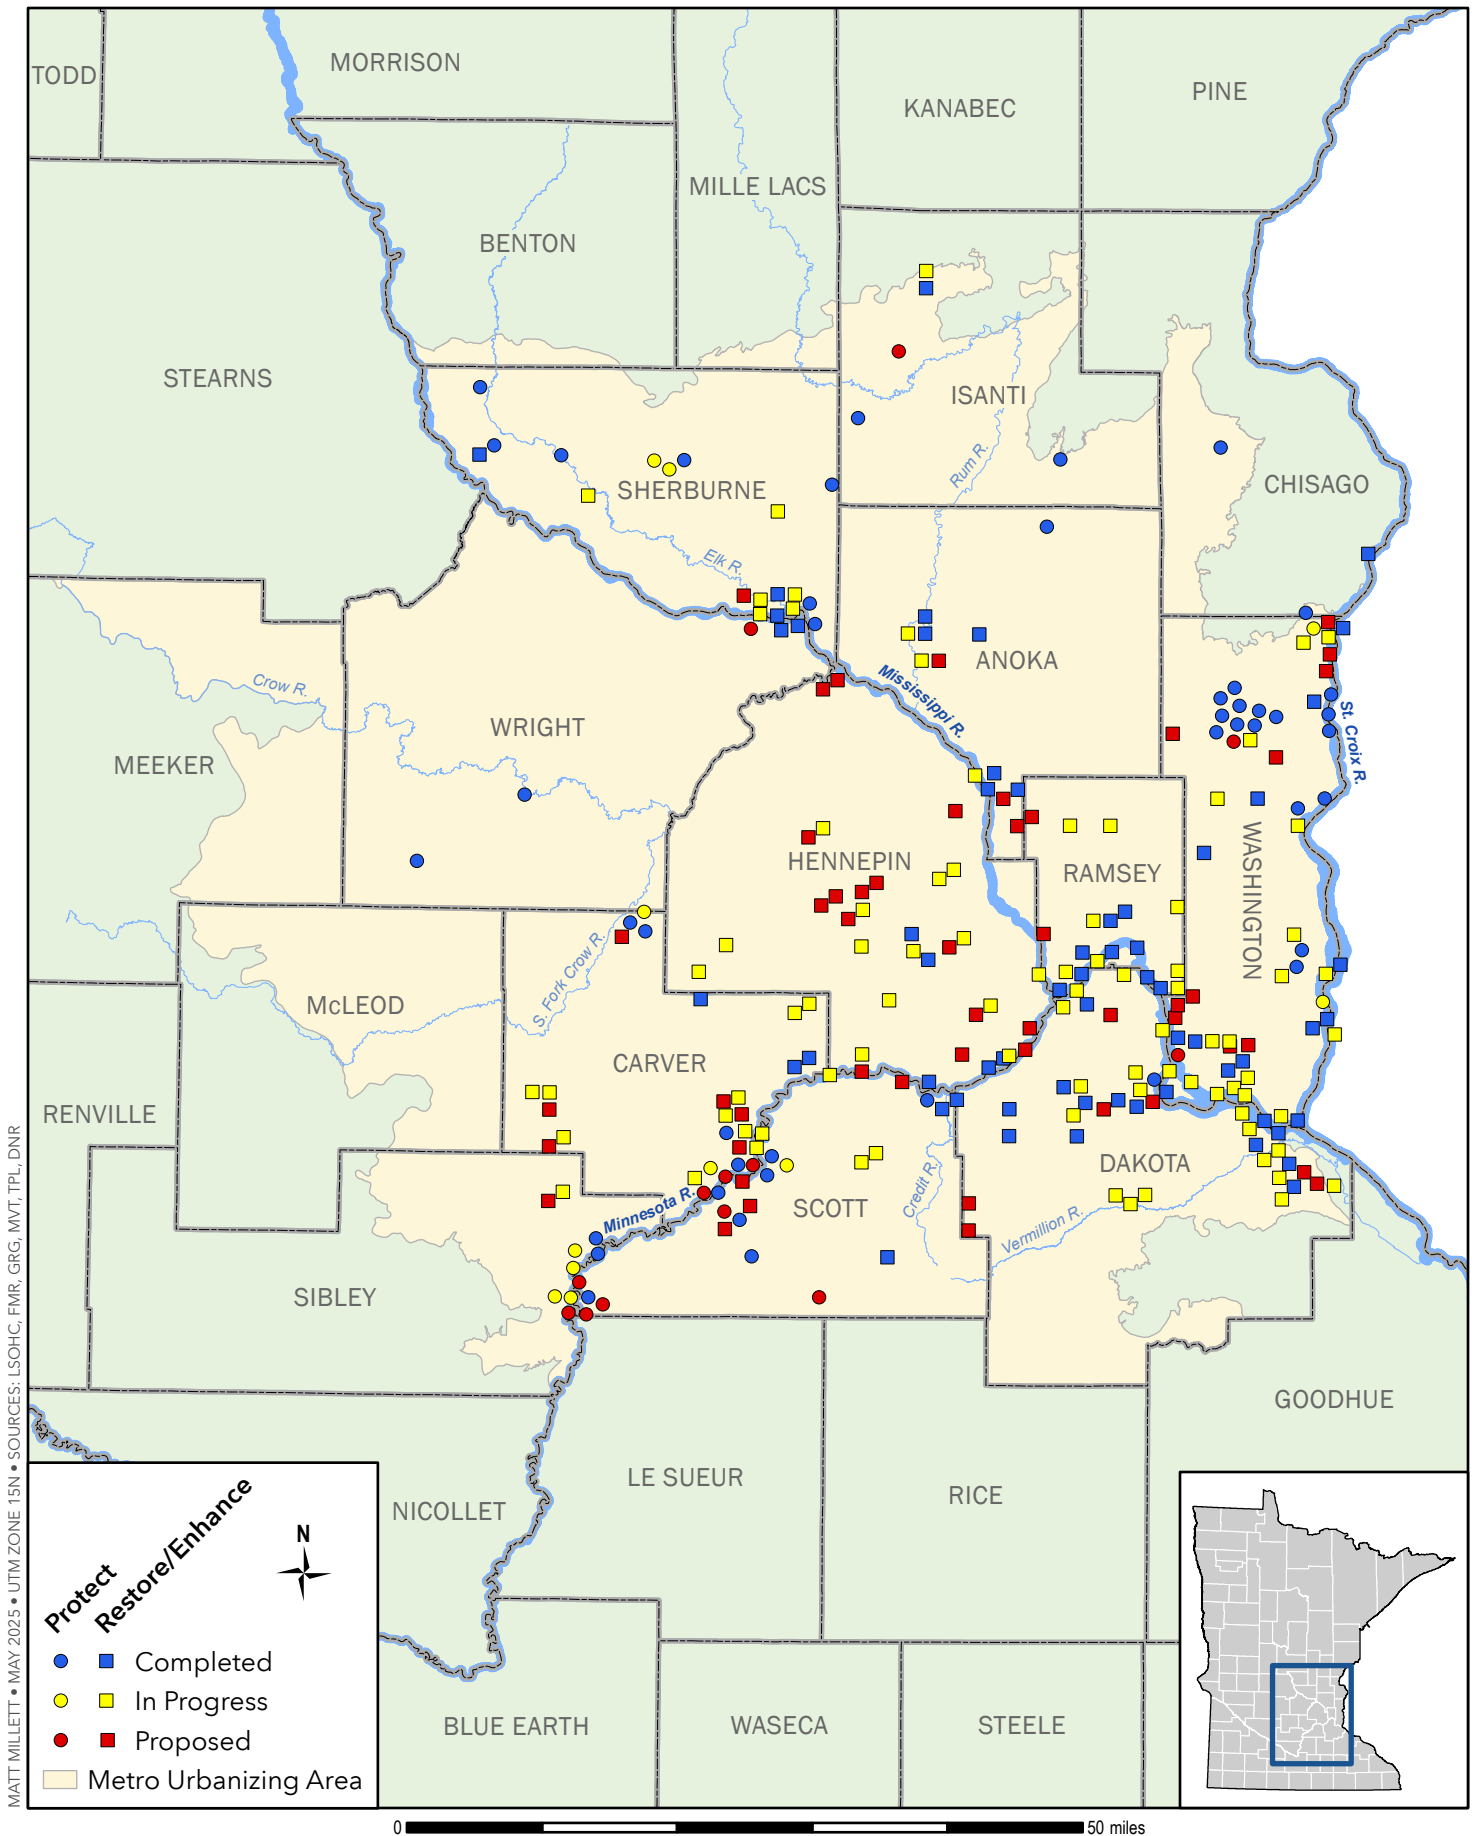 TODD
MORRISON
KANABEC
PINE
MILLE LACS
BENTON
STEARNS
ISANTI
Rum R.
CHISAGO
SHERBURNE
Elk R.
ANOKA
Mississippi R.
Crow R.
St. Croix R.
WRIGHT
MEEKER
HENNEPIN
RAMSEY
WASHINGTON
S. Fork Crow R.
McLEOD
CARVER
RENVILLE
DAKOTA
Credit R.
SCOTT
Minnesota R.
Vermillion R.
SIBLEY
GOODHUE
LE SUEUR
RICE
NICOLLET
BLUE EARTH
WASECA
STEELE
Protect
Restore/Enhance
N
Completed
In Progress
Proposed
Metro Urbanizing Area
0
50 miles
MATT MILLETT • MAY 2025 • UTM ZONE 15N • SOURCES: LSOHC, FMR, GRG, MVT, TPL, DNR